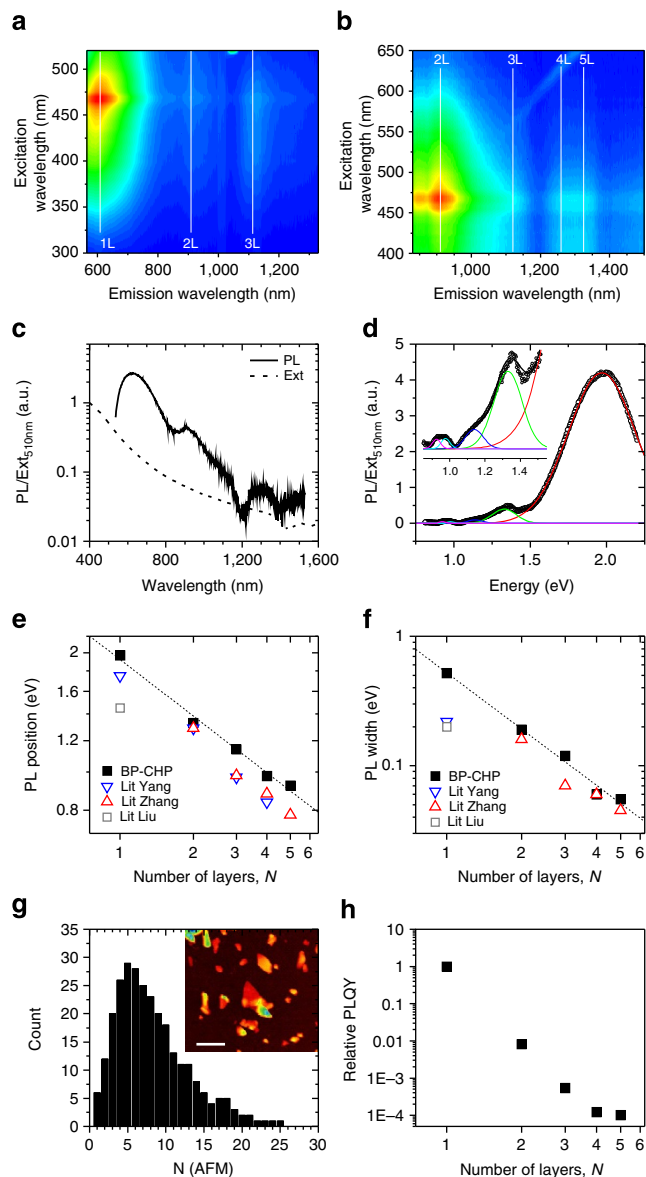 a
Excitation
wavelength (nm)
500
450
400
350
300
1L
2L
3L
600
800
1,000
1,200
Emission wavelength (nm)
b
Excitation
wavelength (nm)
650
600
550
500
450
400
2L
3L
4L
5L
1,000
1,200
1,400
Emission wavelength (nm)
c
PL/Ext510nm (a.u.)
1
0.1
0.01
PL
Ext
400
800
1,200
1,600
Wavelength (nm)
d
PL/Ext510nm (a.u.)
5
4
3
2
1
0
1.0
1.2
1.4
1.0
1.5
2.0
Energy (eV)
e
PL position (eV)
2
1.6
1.2
0.8
BP-CHP
Lit Yang
Lit Zhang
Lit Liu
1
2
3
4
5
6
Number of layers, N
f
PL width (eV)
1
0.1
BP-CHP
Lit Yang
Lit Zhang
Lit Liu
1
2
3
4
5
6
Number of layers, N
g
Count
35
30
25
20
15
10
5
0
0
5
10
15
20
25
30
N (AFM)
h
Relative PLQY
10
1
0.1
0.01
1E–3
1E–4
1
2
3
4
5
6
Number of layers, N